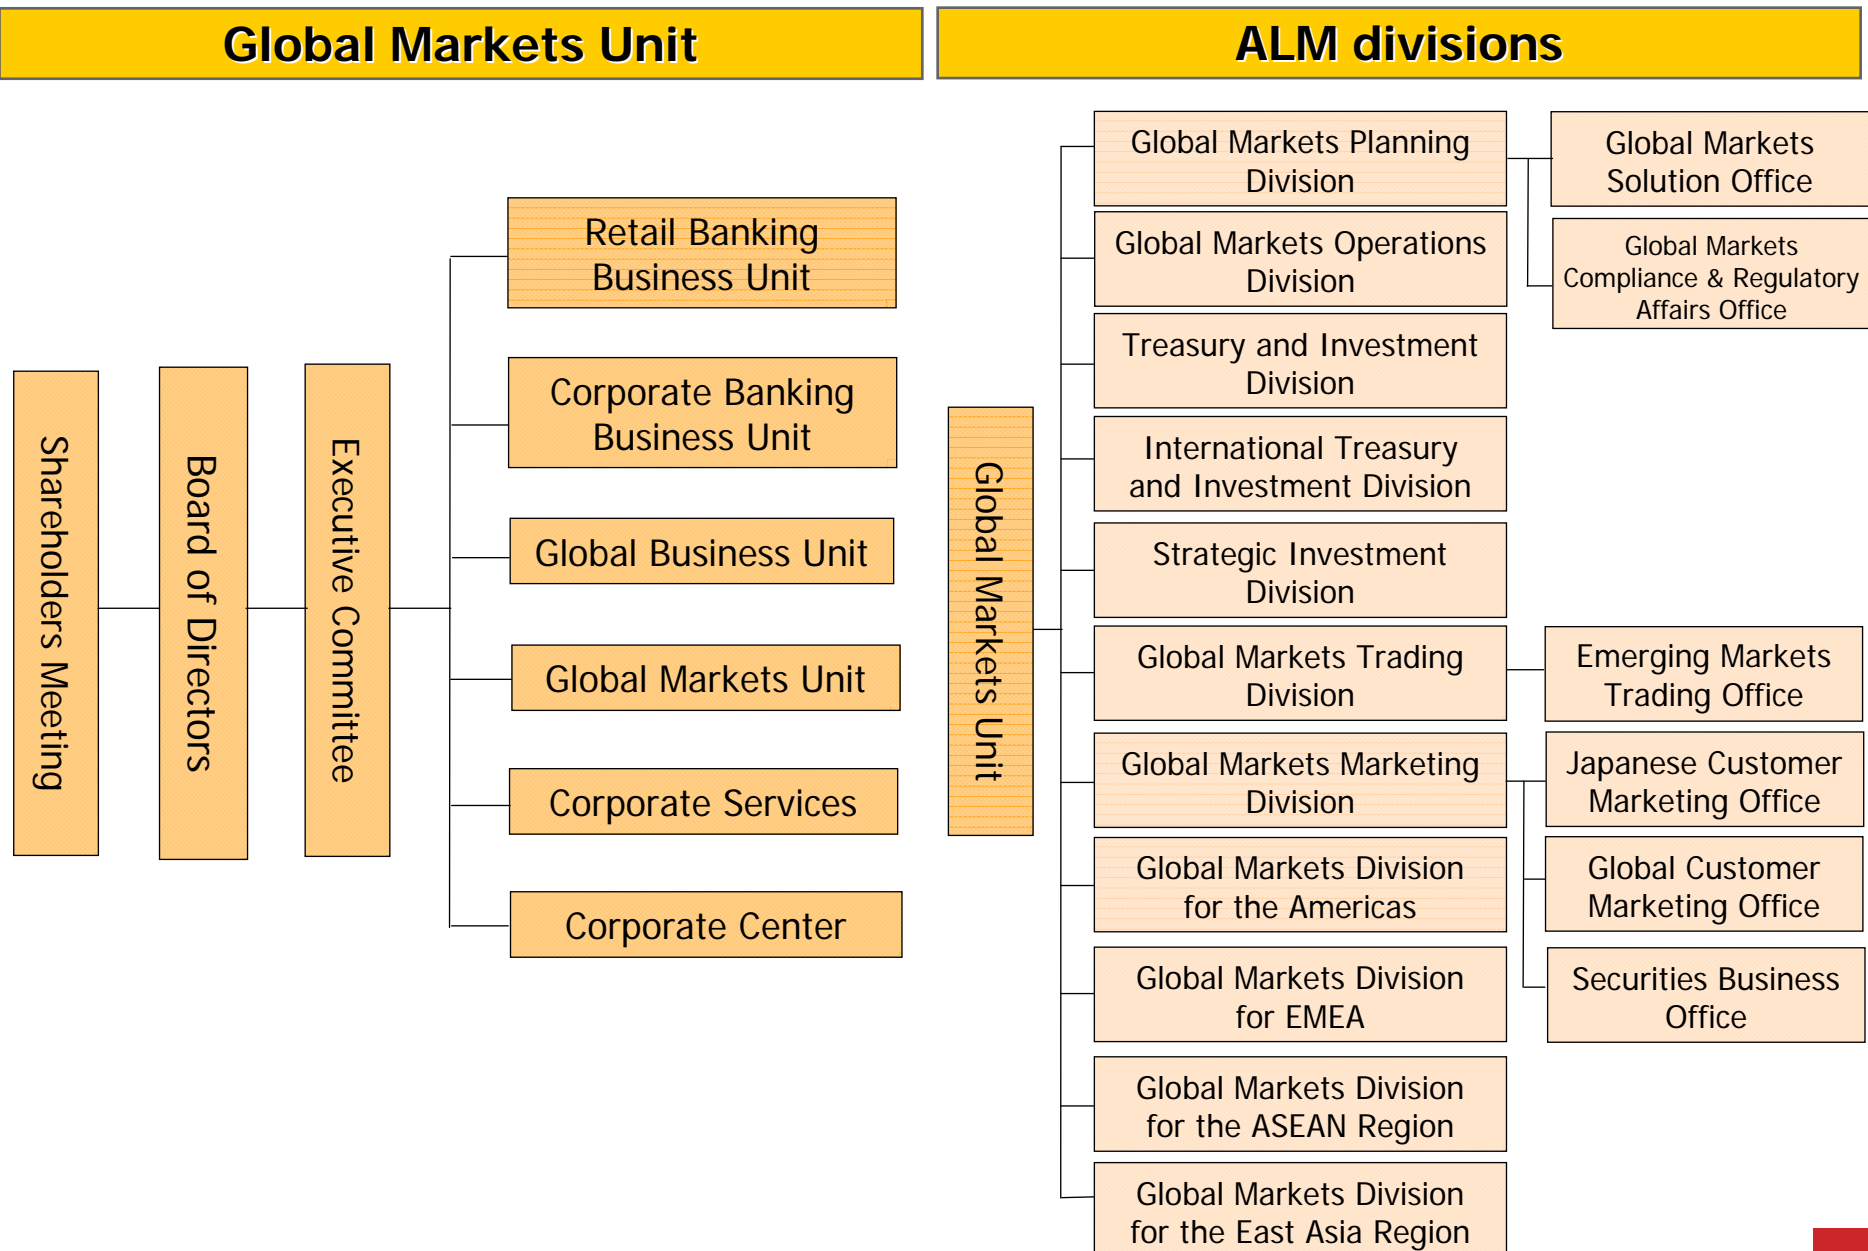 Global Markets Unit
Shareholders Meeting
Board of Directors
Executive Committee
Retail Banking
Business Unit
Corporate Banking
Business Unit
Global Business Unit
Global Markets Unit
Corporate Services
Corporate Center
ALM divisions
Global Markets Unit
Global Markets Planning
Division
Global Markets
Solution Office
Global Markets
Compliance & Regulatory
Affairs Office
Global Markets Operations
Division
Treasury and Investment
Division
International Treasury
and Investment Division
Strategic Investment
Division
Global Markets Trading
Division
Emerging Markets
Trading Office
Global Markets Marketing
Division
Japanese Customer
Marketing Office
Global Customer
Marketing Office
Securities Business
Office
Global Markets Division
for the Americas
Global Markets Division
for EMEA
Global Markets Division
for the ASEAN Region
Global Markets Division
for the East Asia Region